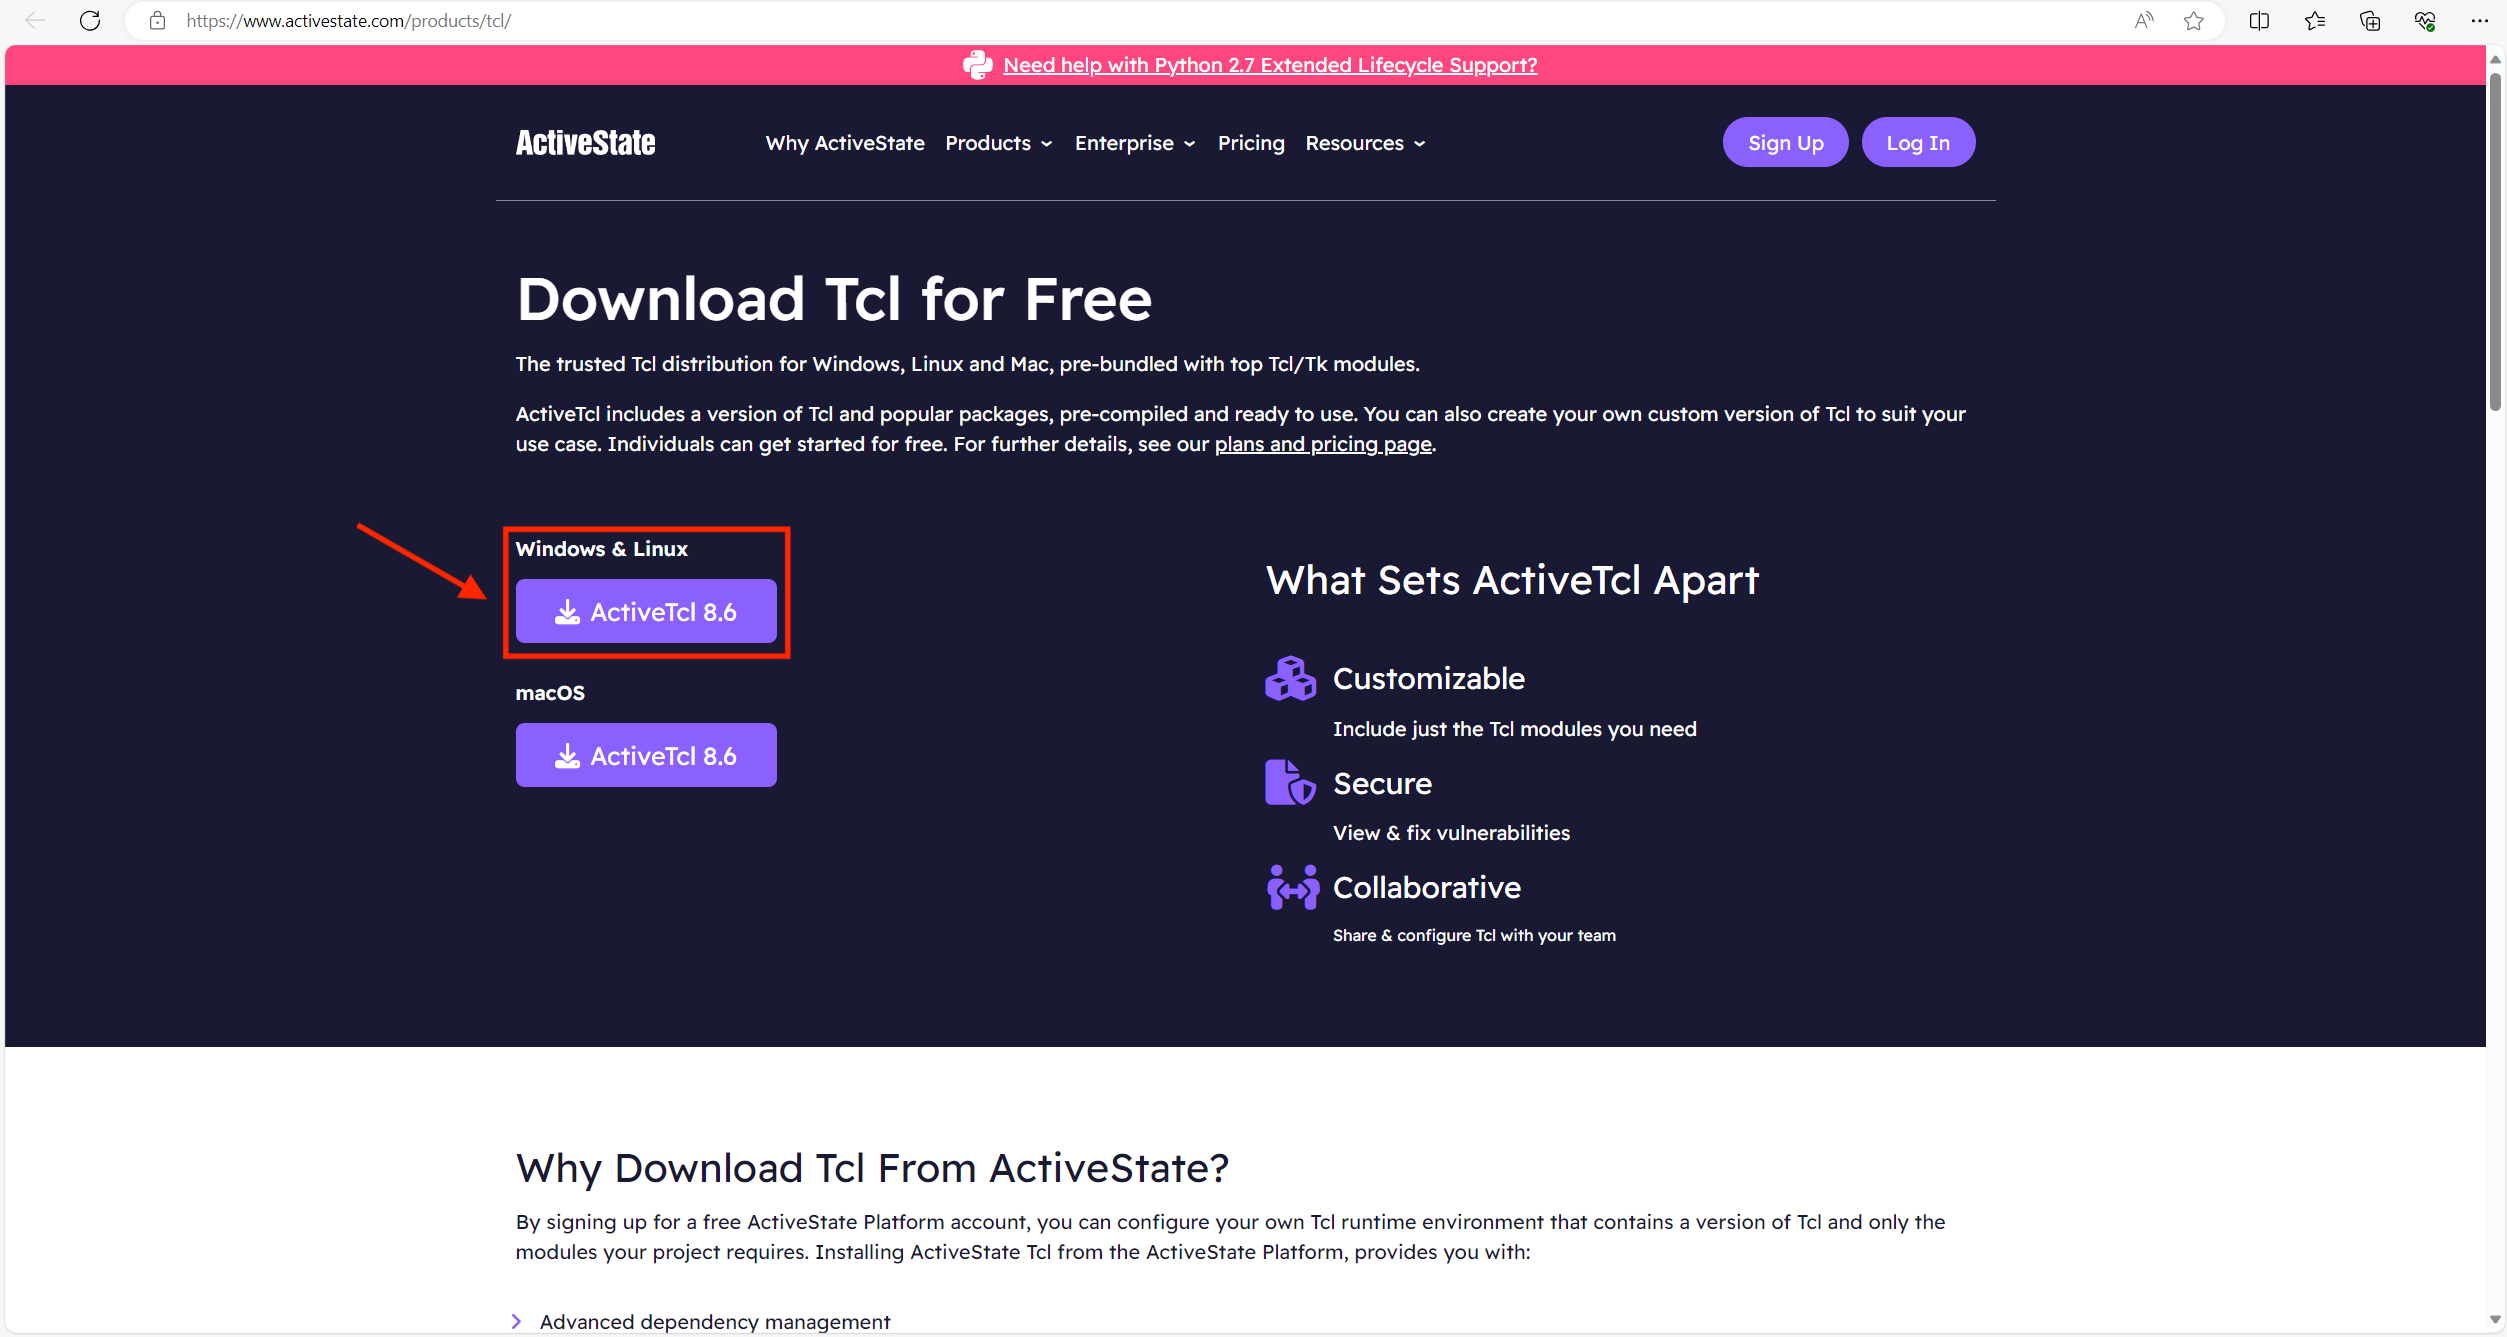 https://www.activestate.com/products/tcl/
Need help with Python 2.7 Extended Lifecycle Support?
ActiveState
Why ActiveState Products Enterprise Pricing Resources
Sign Up Log In
Download Tcl for Free
The trusted Tcl distribution for Windows, Linux and Mac, pre-bundled with top Tcl/Tk modules.
ActiveTcl includes a version of Tcl and popular packages, pre-compiled and ready to use. You can also create your own custom version of Tcl to suit your
use case. Individuals can get started for free. For further details, see our plans and pricing page.
Windows & Linux
ActiveTcl 8.6
macOS
ActiveTcl 8.6
What Sets ActiveTcl Apart
Customizable
Include just the Tcl modules you need
Secure
View & fix vulnerabilities
Collaborative
Share & configure Tcl with your team
Why Download Tcl From ActiveState?
By signing up for a free ActiveState Platform account, you can configure your own Tcl runtime environment that contains a version of Tcl and only the
modules your project requires. Installing ActiveState Tcl from the ActiveState Platform, provides you with:
Advanced dependency management